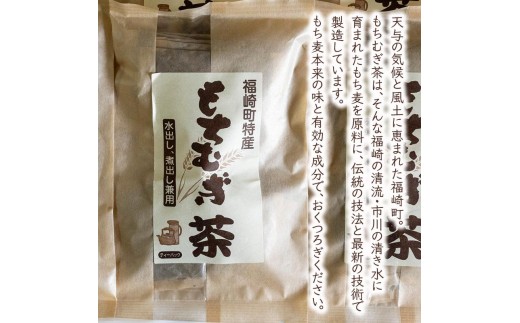 天与の気候と風土に恵まれた福崎町。
もちむぎ茶は、そんな福崎の清流・市川の清き水に
育まれたもち麦を原料に、伝統の技法と最新の技術で
製造しています。
もち麦本来の味と有効な成分で、おくつろぎください。
福崎町特産
もちむぎ茶
水出し、煮出し兼用
ティーバッグ